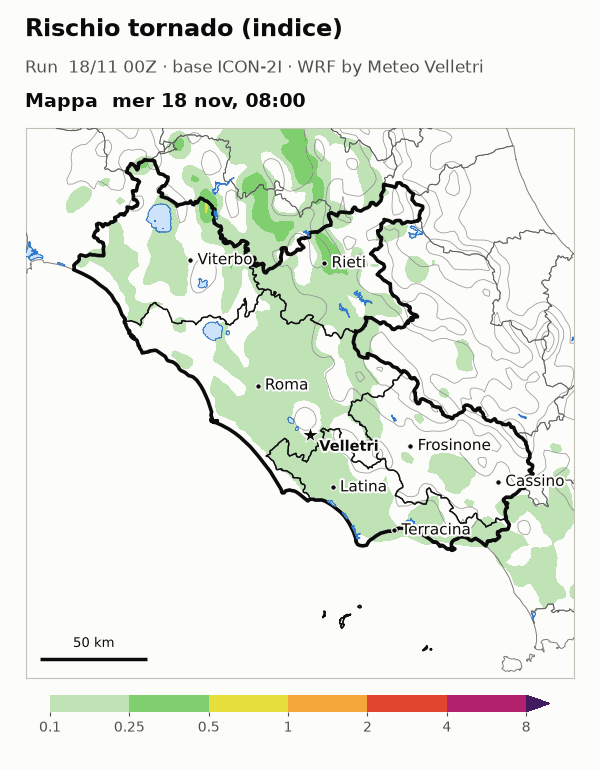 Rischio tornado (indice)
Run  18/11 00Z · base ICON-2I · WRF by Meteo Velletri
Mappa  mer 18 nov, 08:00
Viterbo
Rieti
Roma
Velletri
Frosinone
Latina
Cassino
Terracina
50 km
0.1 0.25 0.5 1 2 4 8